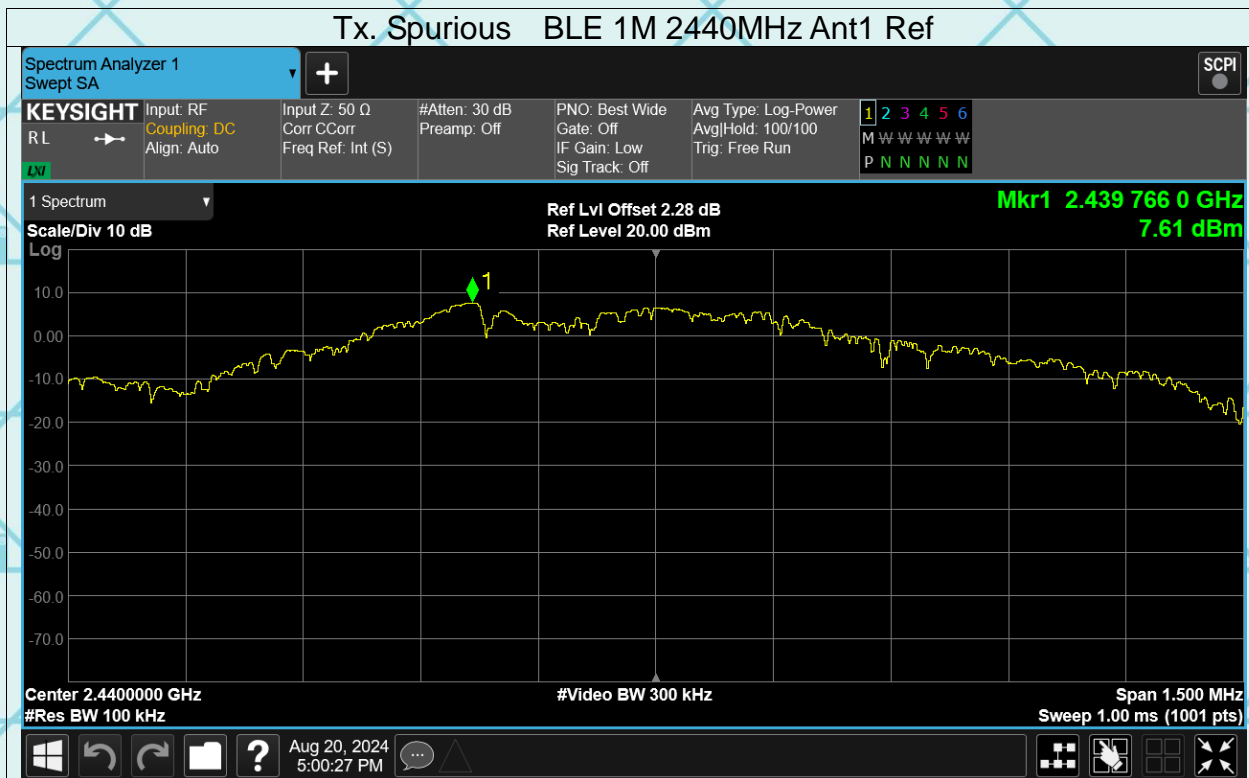 Tx. Spurious BLE 1M 2440MHz Ant1 Ref
Spectrum Analyzer 1
Swept SA
+
SCPI
KEYSIGHT
RL
LXI
Input: RF
Coupling: DC
Align: Auto
Input Z: 50 Ω
Corr CCorr
Freq Ref: Int (S)
#Atten: 30 dB
Preamp: Off
PNO: Best Wide
Gate: Off
IF Gain: Low
Sig Track: Off
Avg Type: Log-Power
Avg|Hold: 100/100
Trig: Free Run
1 2 3 4 5 6
M W W W W W
P N N N N N
1 Spectrum
Scale/Div 10 dB
Log
Ref Lvl Offset 2.28 dB
Ref Level 20.00 dBm
Mkr1 2.439 766 0 GHz
7.61 dBm
1
10.0
0.00
-10.0
-20.0
-30.0
-40.0
-50.0
-60.0
-70.0
Center 2.4400000 GHz
#Res BW 100 kHz
#Video BW 300 kHz
Span 1.500 MHz
Sweep 1.00 ms (1001 pts)
?
Aug 20, 2024
5:00:27 PM